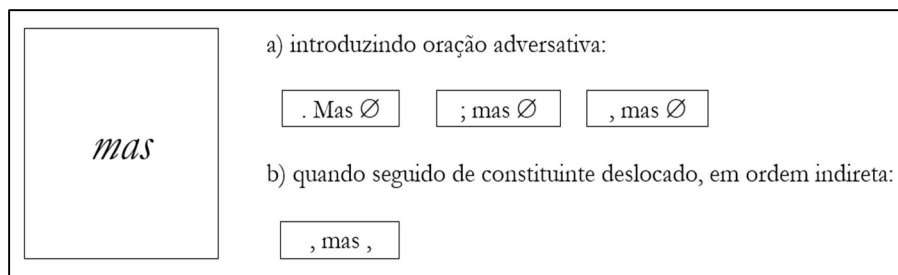 mas
a) introduzindo oração adversativa:
. Mas ∅
; mas ∅
, mas ∅
b) quando seguido de constituinte deslocado, em ordem indireta:
, mas ,